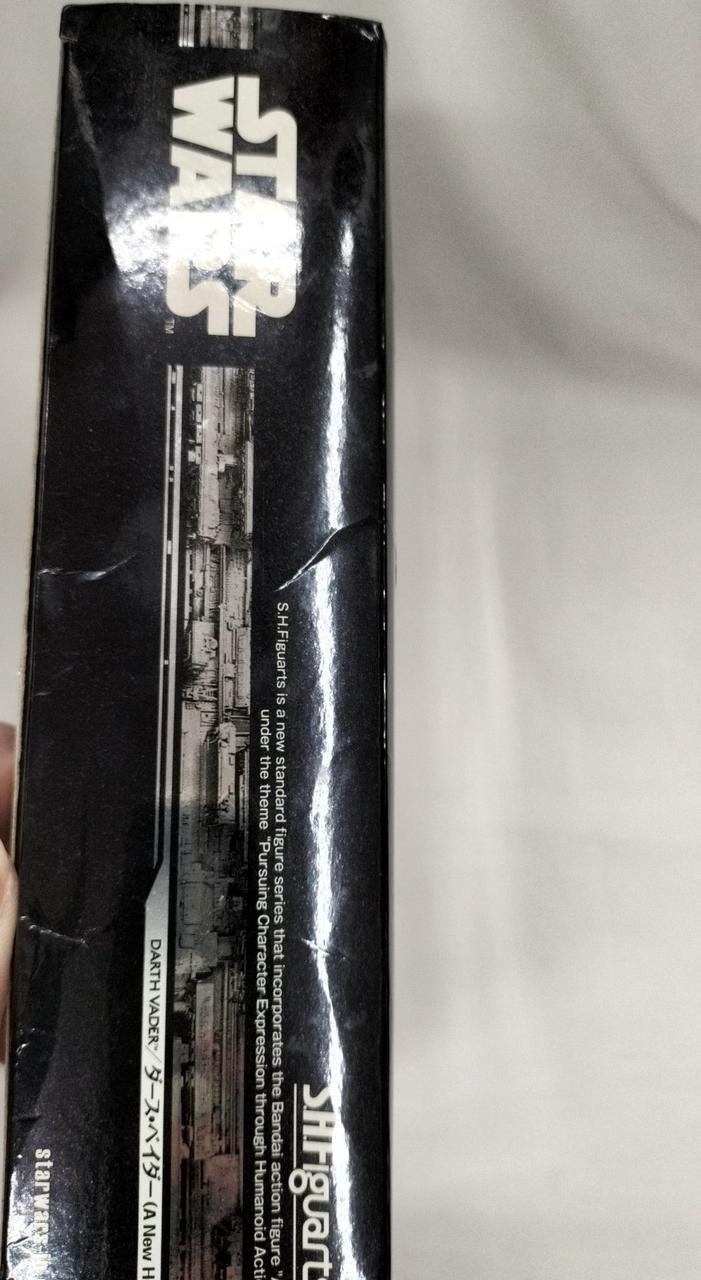 STAR
WARS
TM
S.H.Figuarts is a new standard figure series that incorporates the Bandai action figure
under the theme "Pursuing Character Expression through Humanoid
S.H.Figuarts
DARTH VADER™/ダース・ベイダー (A New